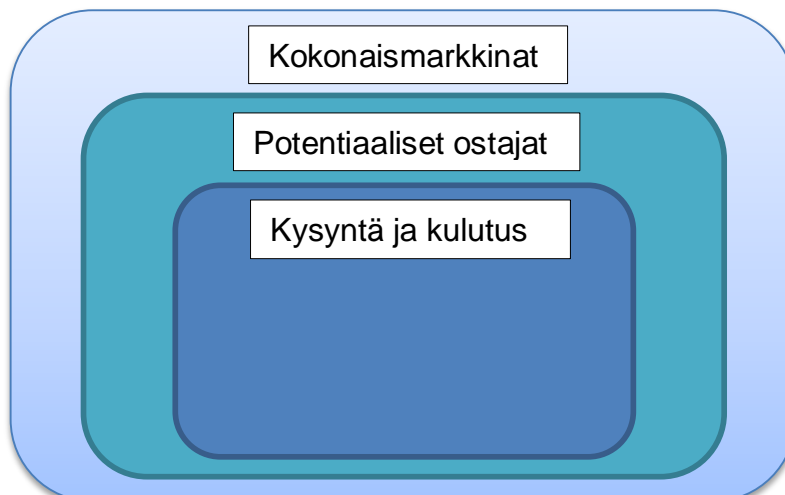 Kokonaismarkkinat
Potentiaaliset ostajat
Kysyntä ja kulutus